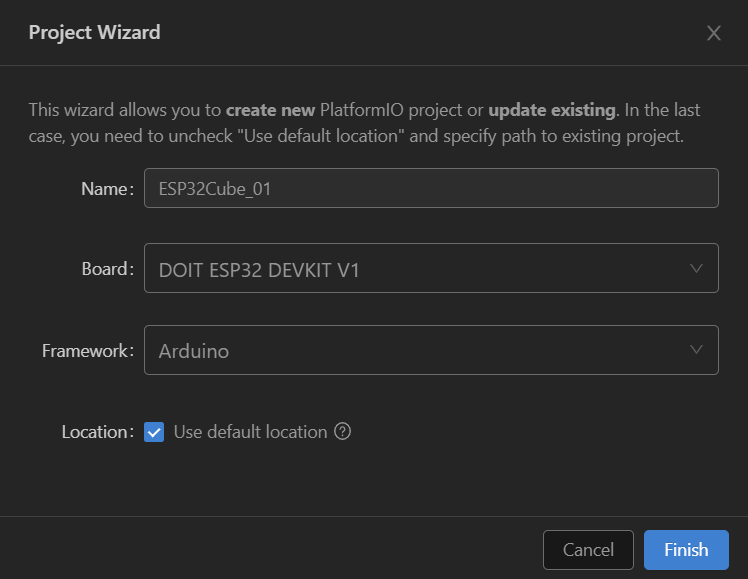 Project Wizard
This wizard allows you to create new PlatformIO project or update existing. In the last
case, you need to uncheck "Use default location" and specify path to existing project.
Name: ESP32Cube_01
Board: DOIT ESP32 DEVKIT V1
Framework: Arduino
Location: Use default location
Cancel Finish